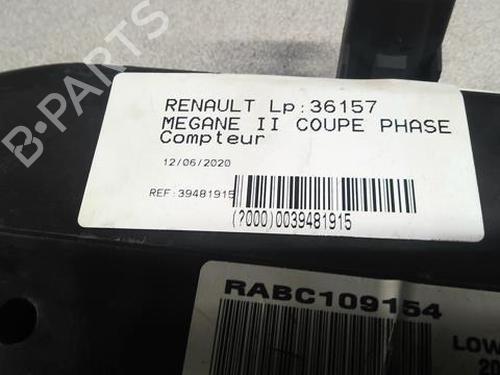 RENAULT Lp:36157
MEGANE II COUPE PHASE
Compteur
12/06/2020
REF:39481915
(?000)0039481915
RABC109154
LOW
B-PARTS